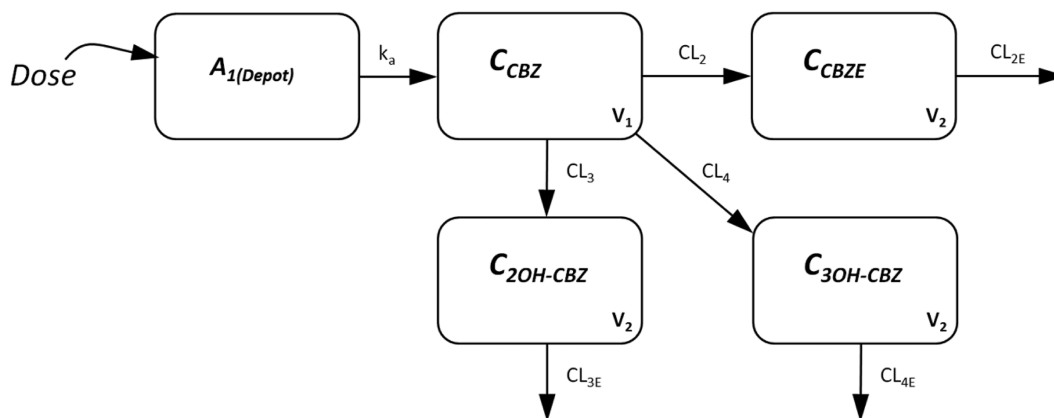 Dose
A1(Depot)
ka
CCBZ
V1
CL2
CCBZE
V2
CL2E
CL3
CL4
C2OH-CBZ
V2
C3OH-CBZ
V2
CL3E
CL4E